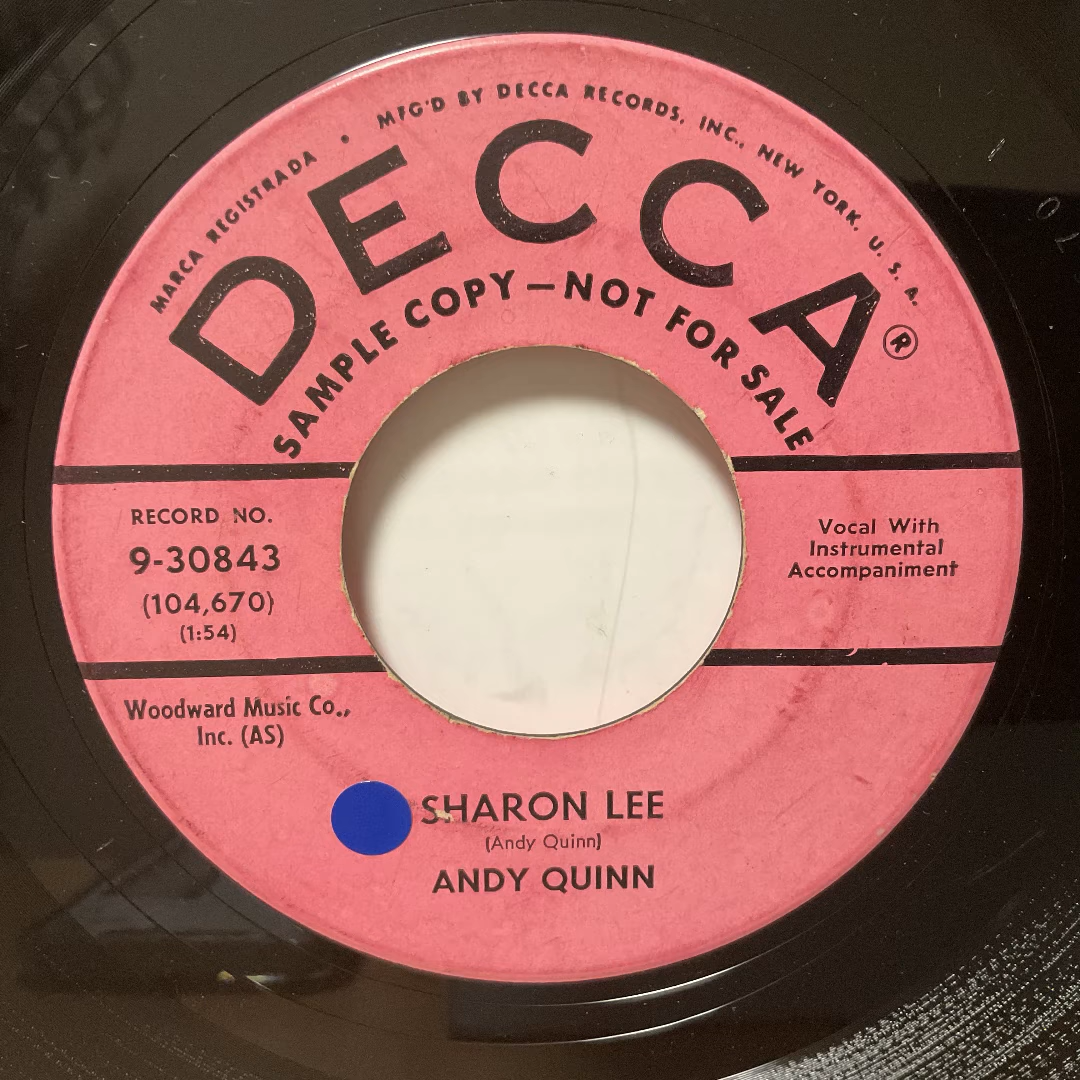 MARCA REGISTRADA • MFG'D BY DECCA RECORDS, INC., NEW YORK, U. S. A.
DECCA ®
SAMPLE COPY—NOT FOR SALE
RECORD NO.
9-30843
(104,670)
(1:54)
Vocal With
Instrumental
Accompaniment
Woodward Music Co.,
Inc. (AS)
SHARON LEE
(Andy Quinn)
ANDY QUINN